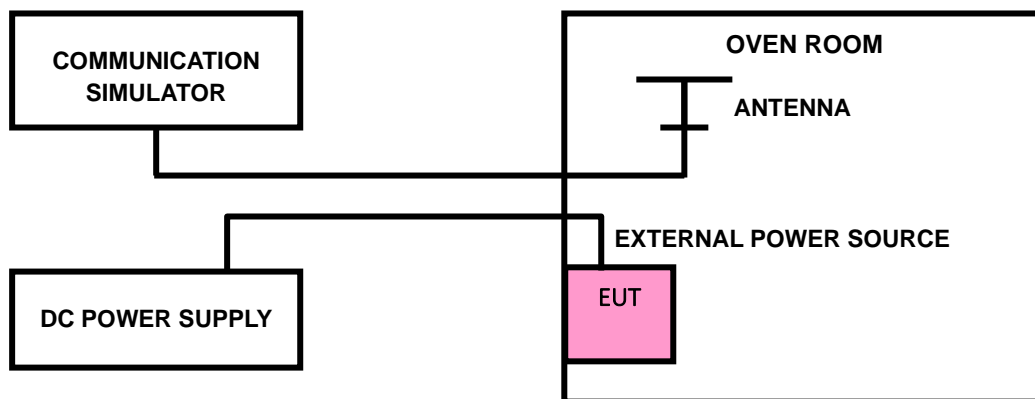 COMMUNICATION
SIMULATOR
OVEN ROOM
ANTENNA
EXTERNAL POWER SOURCE
DC POWER SUPPLY
EUT